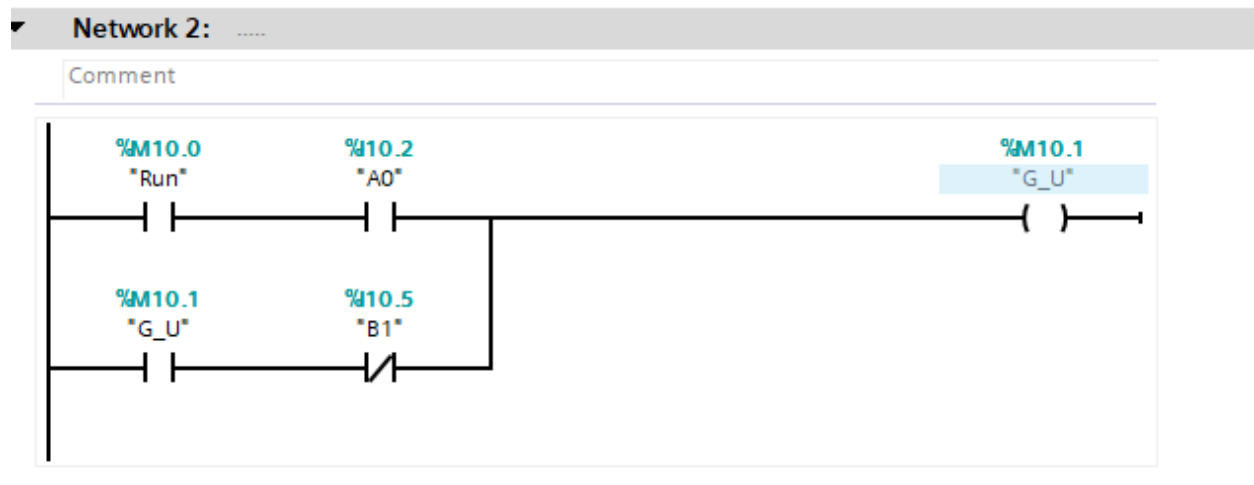 Network 2: .....
Comment
%M10.0 %I10.2 %M10.1
"Run" "A0" "G_U"
%M10.1 %I10.5
"G_U" "B1"